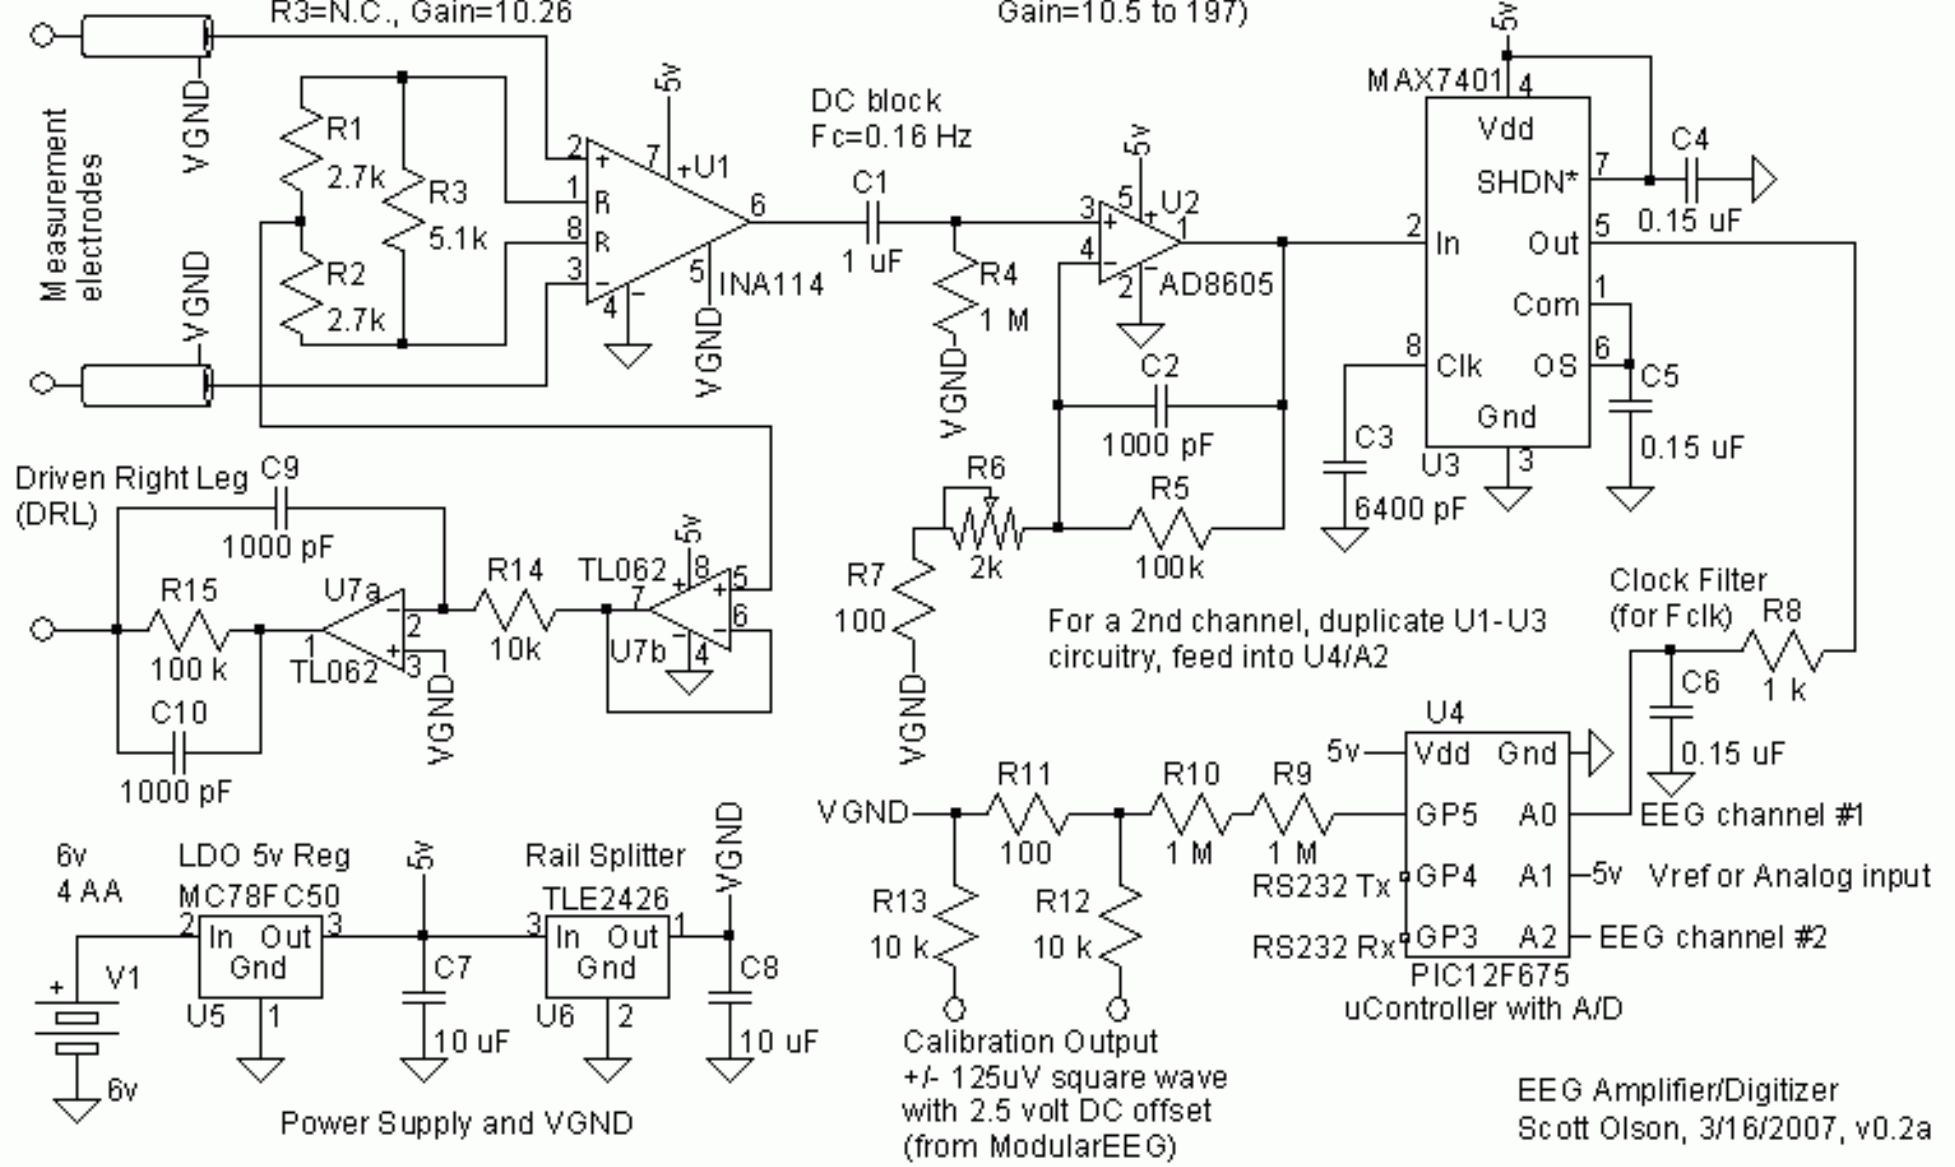 R3=N.C., Gain=10.26
Gain=10.5 to 197)
Measurement
electrodes
VGND
VGND
R1
2.7k
R2
2.7k
R3
5.1k
5v
2
+
7
+U1
1
R
8
R
3
-
4
-
6
5
INA114
VGND
DC block
Fc=0.16 Hz
C1
1 uF
R4
1 M
VGND
5v
3
+
5
+
U2
1
4
-
2
-
AD8605
C2
1000 pF
R5
100k
R6
2k
R7
100
VGND
5v
MAX7401
4
Vdd
SHDN*
7
C4
0.15 uF
2
In
Out
5
Com
1
8
Clk
OS
6
C5
0.15 uF
Gnd
U3
3
C3
6400 pF
Driven Right Leg
(DRL)
C9
1000 pF
R15
100 k
C10
1000 pF
U7a
-
2
1
+
3
TL062
VGND
R14
10k
TL062
5v
+
8
7
+
5
-
6
U7b
-
4
For a 2nd channel, duplicate U1-U3
circuitry, feed into U4/A2
Clock Filter
(for Fclk)
R8
1 k
C6
0.15 uF
U4
5v
Vdd
Gnd
GP5
A0
EEG channel #1
RS232 Tx
GP4
A1
5v
Vref or Analog input
RS232 Rx
GP3
A2
EEG channel #2
PIC12F675
uController with A/D
VGND
R11
100
R10
1 M
R9
1 M
R13
10 k
R12
10 k
Calibration Output
+/- 125uV square wave
with 2.5 volt DC offset
(from ModularEEG)
6v
4 AA
+
V1
6v
LDO 5v Reg
MC78FC50
2
In
Out
3
Gnd
U5
1
5v
C7
10 uF
Rail Splitter
TLE2426
3
In
Out
1
Gnd
U6
2
VGND
C8
10 uF
Power Supply and VGND
EEG Amplifier/Digitizer
Scott Olson, 3/16/2007, v0.2a